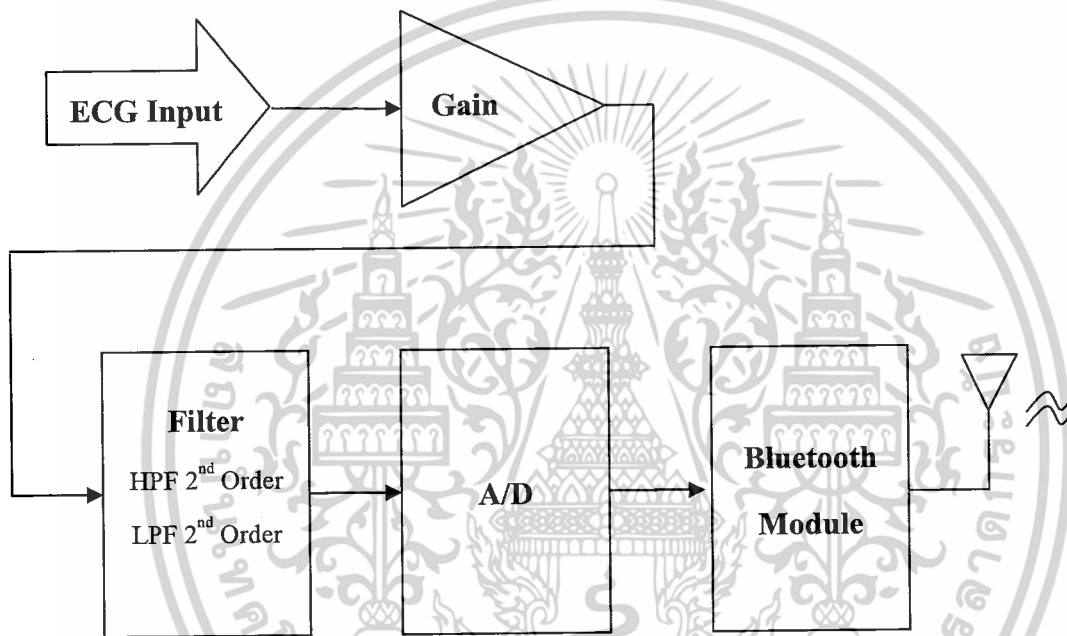 ECG Input
Gain
Filter
HPF 2nd Order
LPF 2nd Order
A/D
Bluetooth
Module